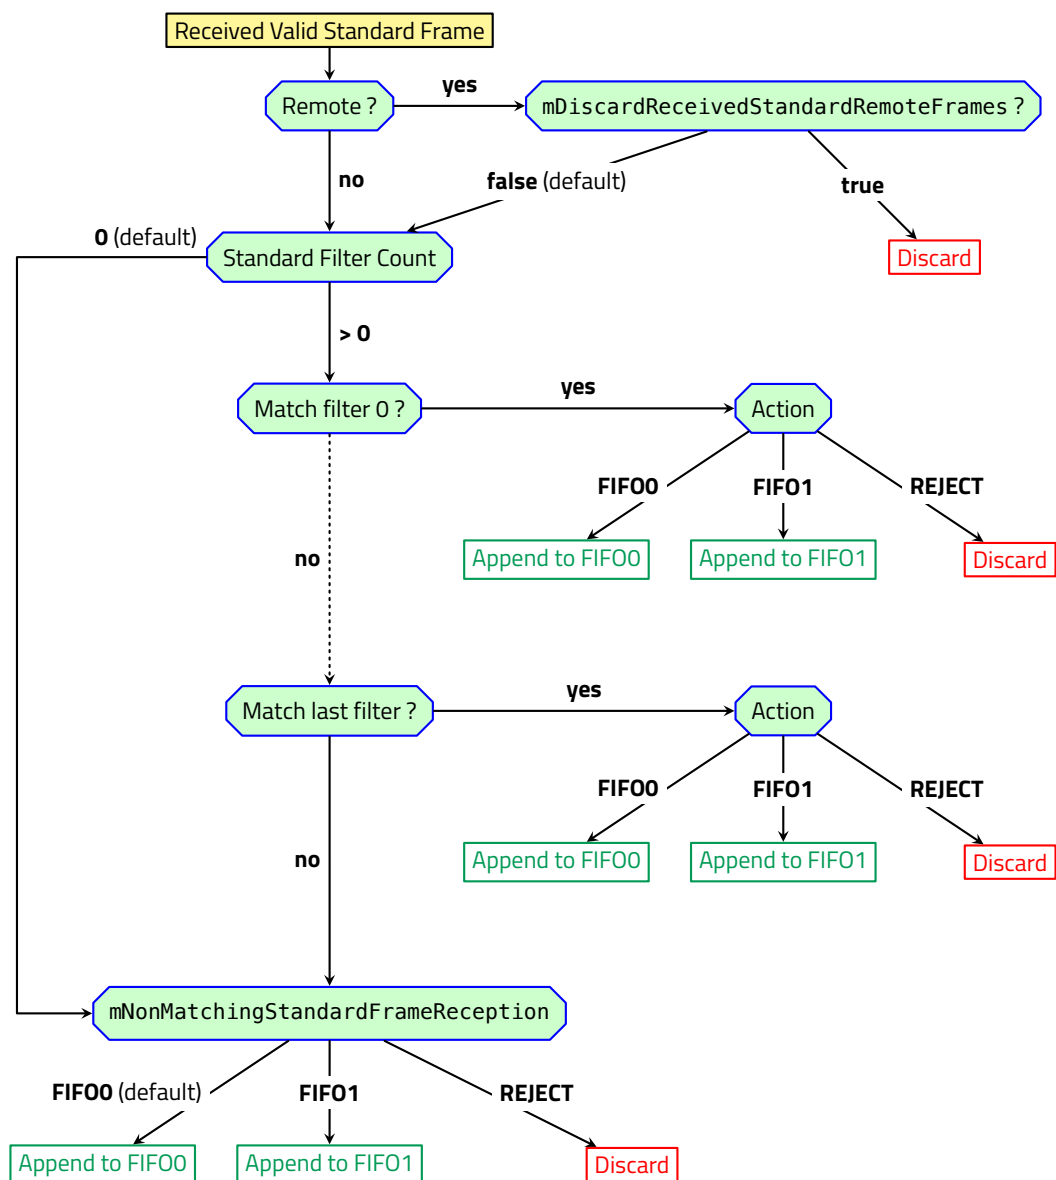 Received Valid Standard Frame
Remote ?
yes
mDiscardReceivedStandardRemoteFrames ?
no
false (default)
true
0 (default)
Standard Filter Count
Discard
> 0
Match filter 0 ?
yes
Action
FIFO0
FIFO1
REJECT
no
Append to FIFO0
Append to FIFO1
Discard
Match last filter ?
yes
Action
FIFO0
FIFO1
REJECT
no
Append to FIFO0
Append to FIFO1
Discard
mNonMatchingStandardFrameReception
FIFO0 (default)
FIFO1
REJECT
Append to FIFO0
Append to FIFO1
Discard